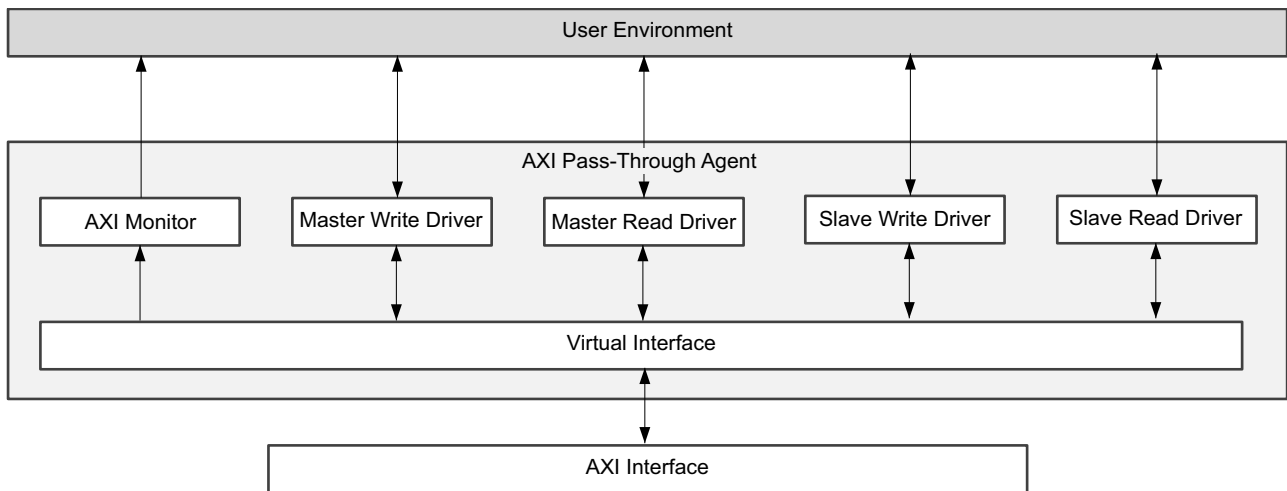 User Environment
AXI Pass-Through Agent
AXI Monitor
Master Write Driver
Master Read Driver
Slave Write Driver
Slave Read Driver
Virtual Interface
AXI Interface